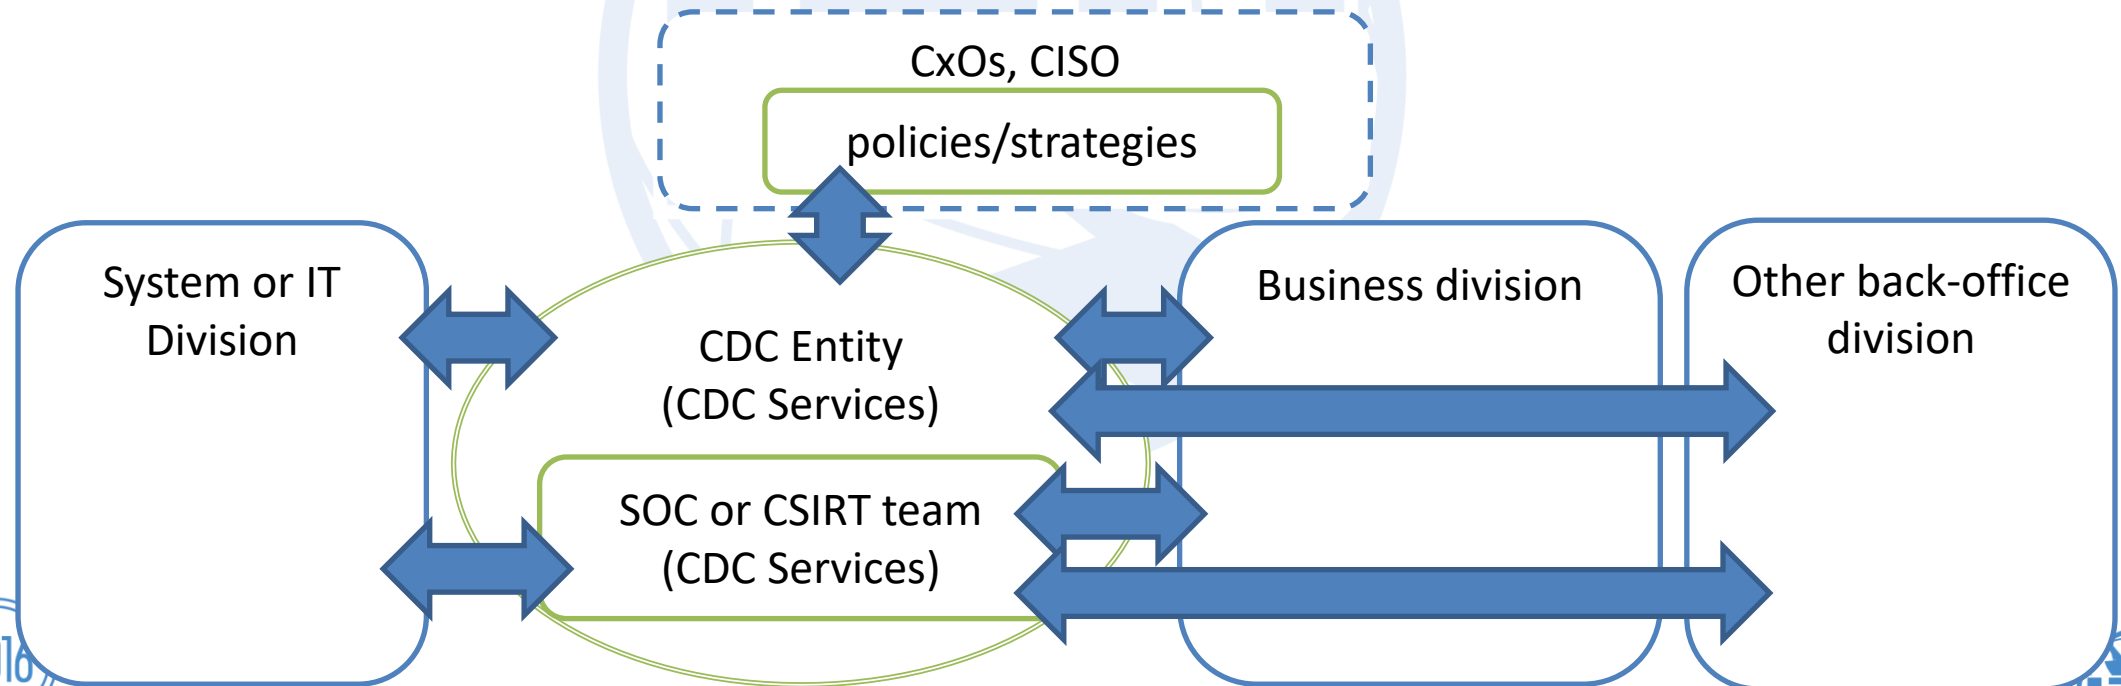 CxOs, CISO
policies/strategies
System or IT
Division
CDC Entity
(CDC Services)
SOC or CSIRT team
(CDC Services)
Business division
Other back-office
division